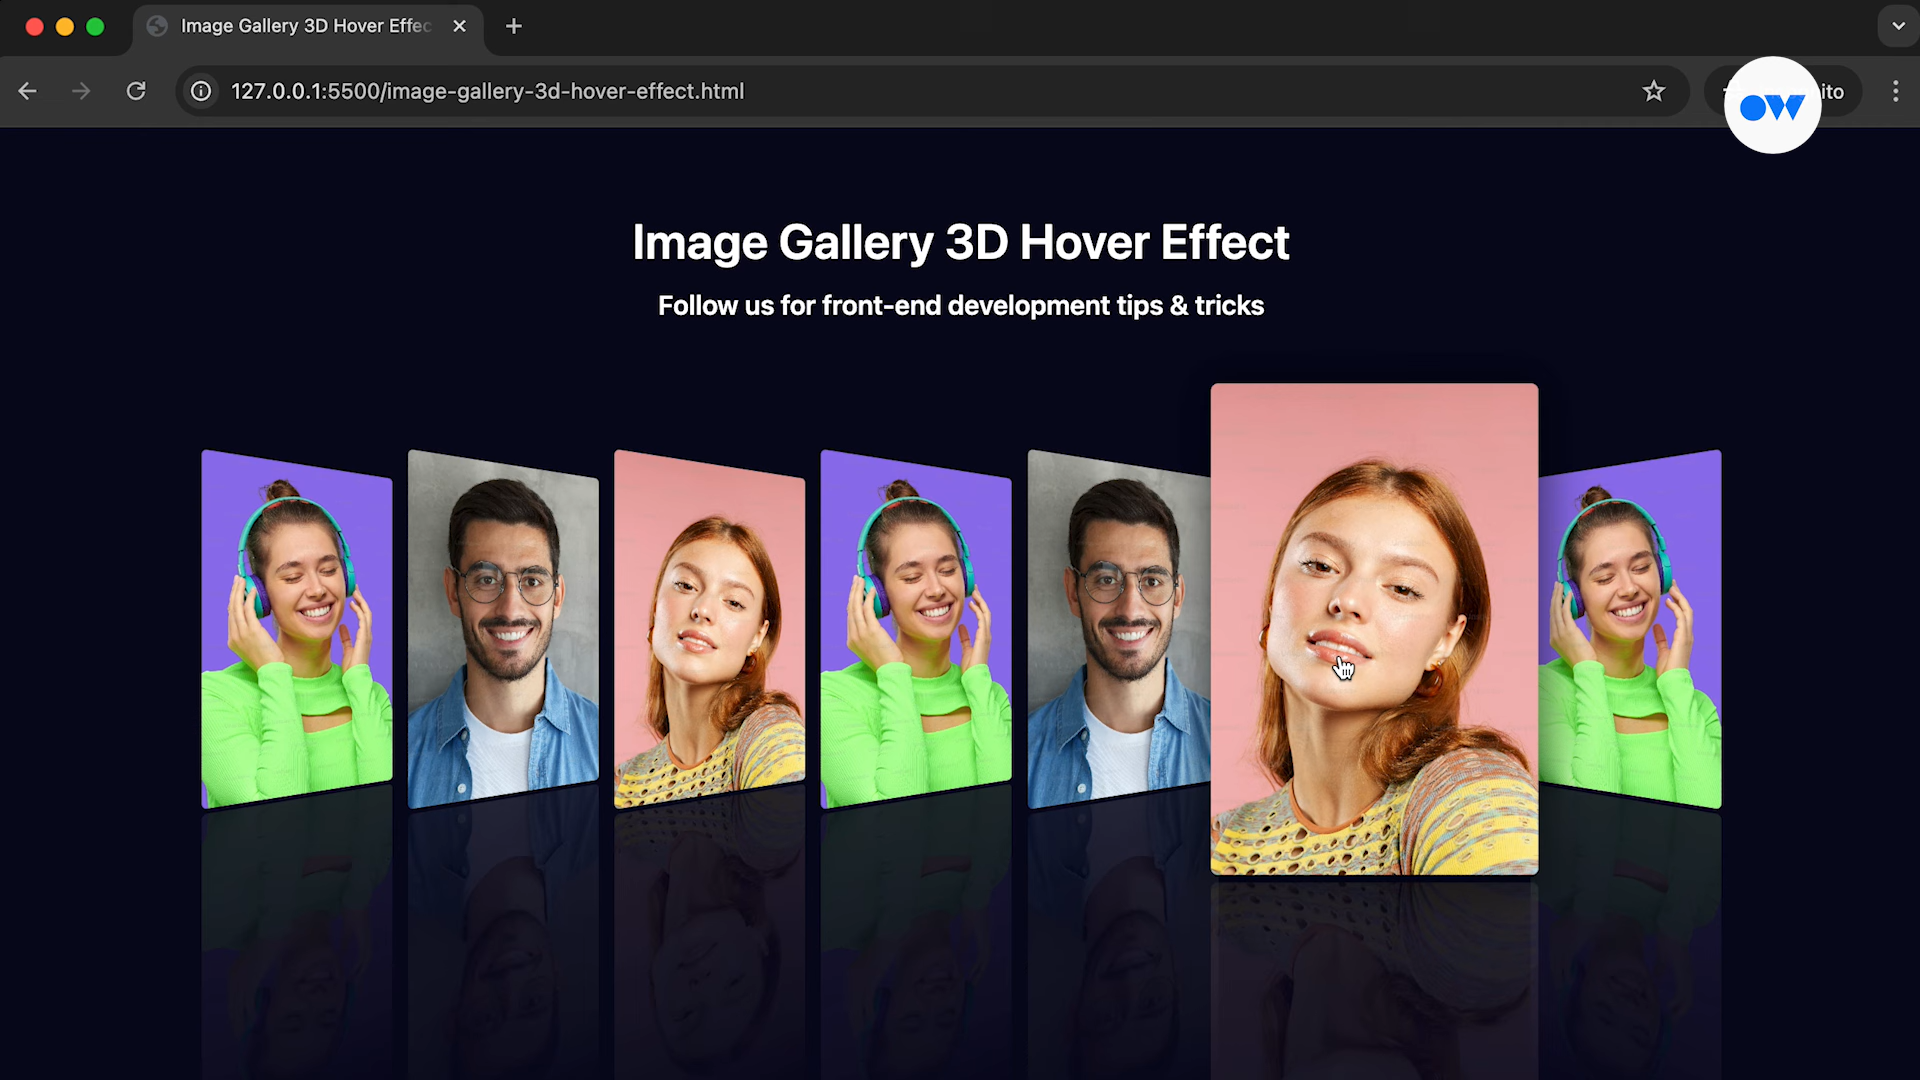 Image Gallery 3D Hover Effec
127.0.0.1:5500/image-gallery-3d-hover-effect.html
ito
OW
Image Gallery 3D Hover Effect
Follow us for front-end development tips & tricks